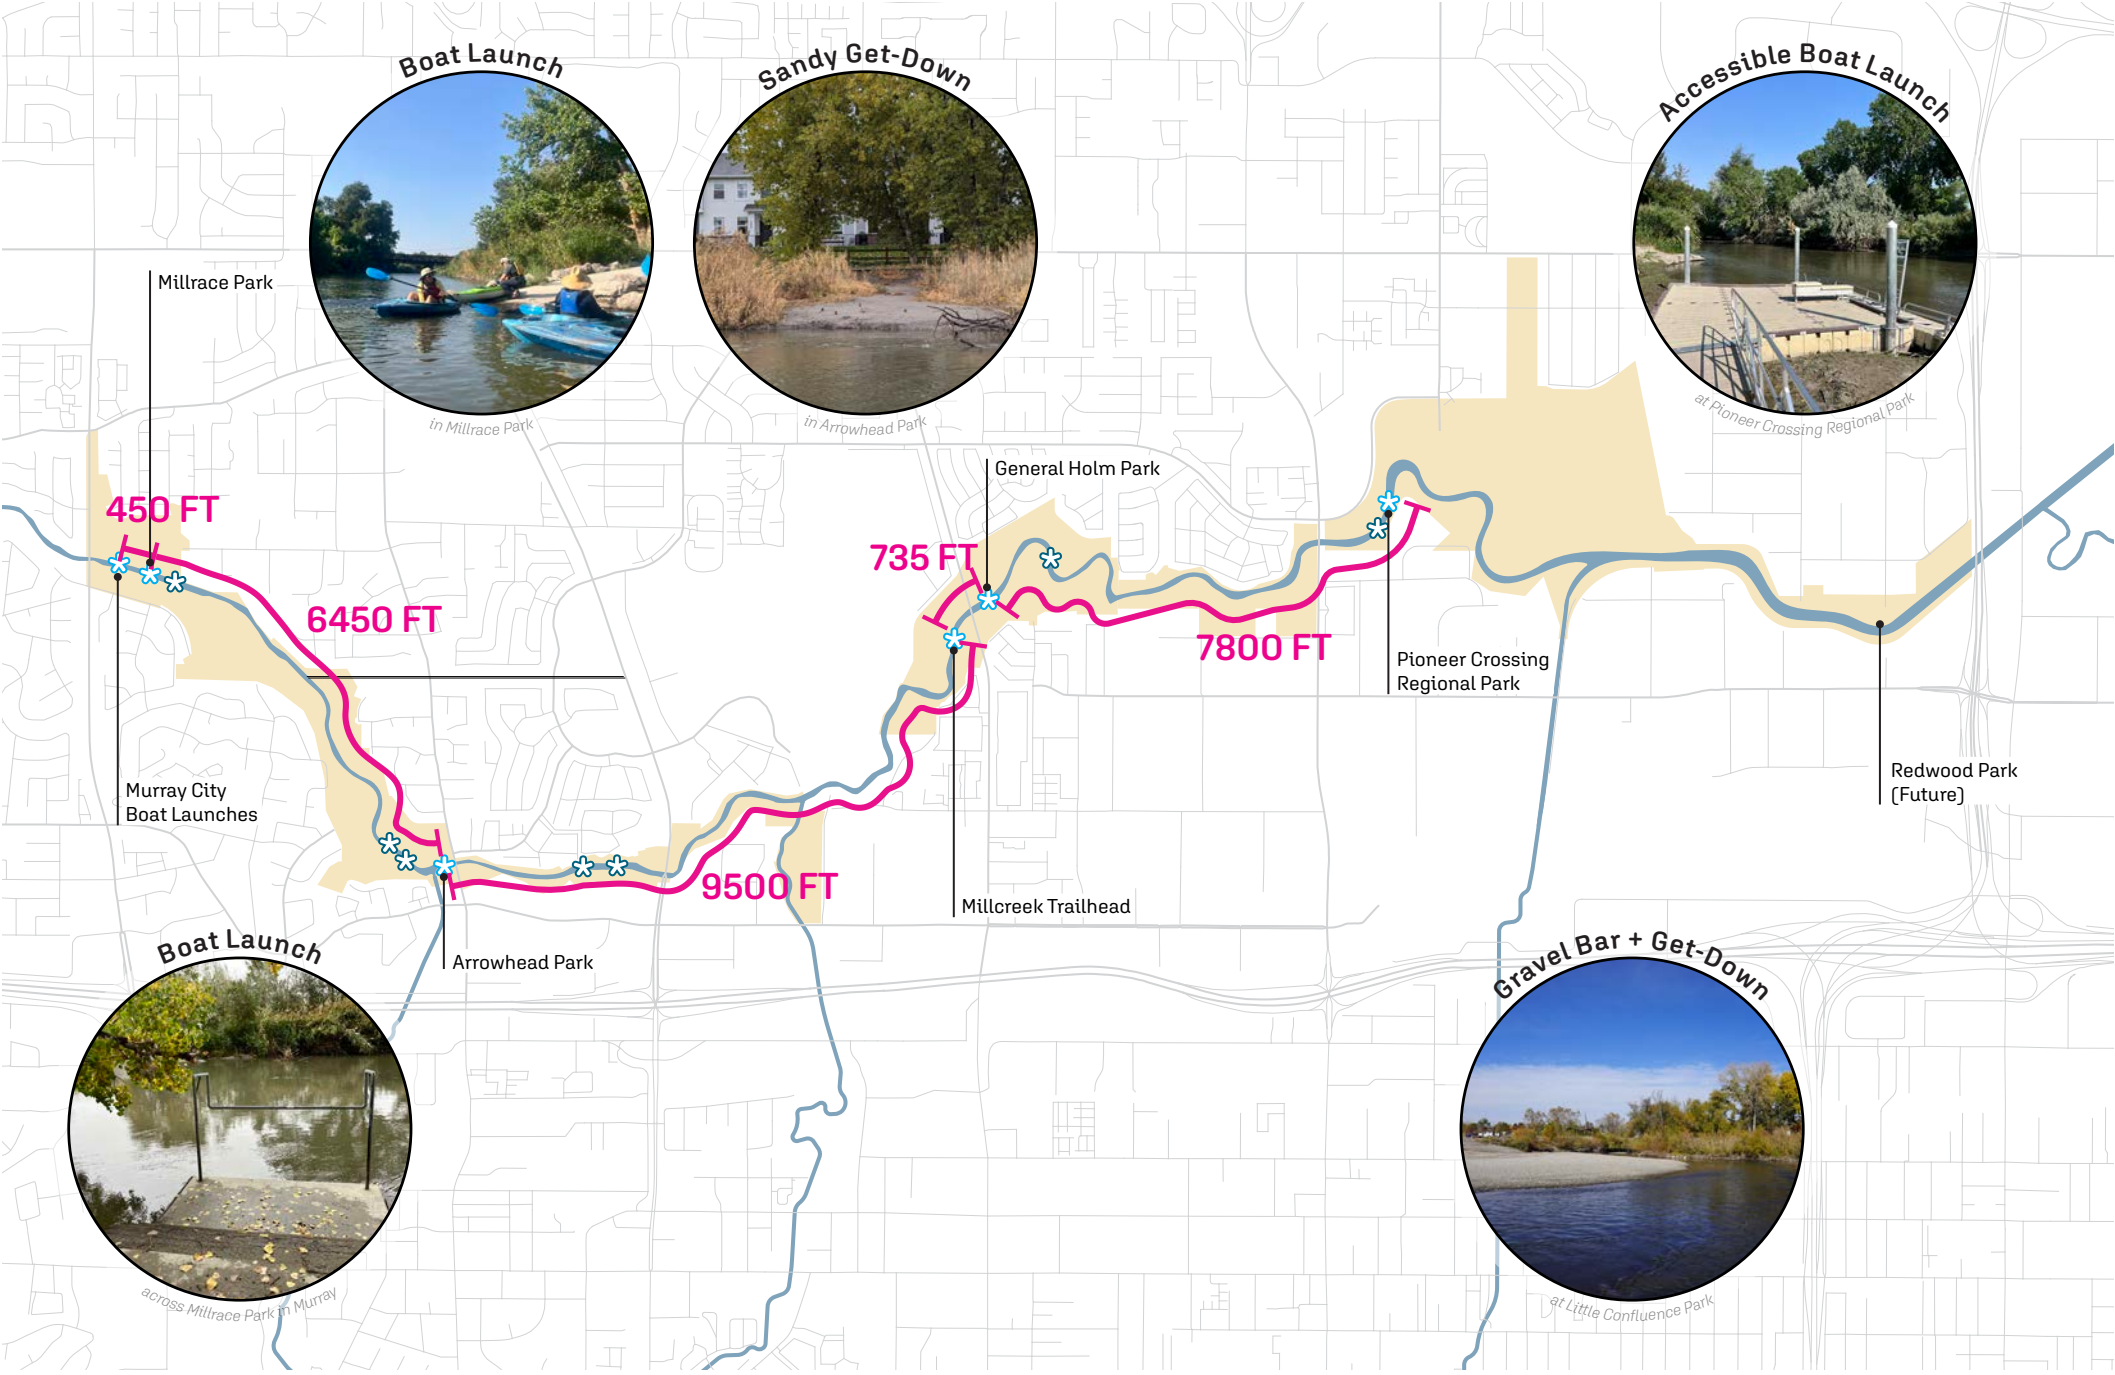 Boat Launch
Sandy Get-Down
Accessible Boat Launch
Millrace Park
in Millrace Park
in Arrowhead Park
at Pioneer Crossing Regional Park
General Holm Park
450 FT
735 FT
6450 FT
7800 FT
Pioneer Crossing
Regional Park
Redwood Park
(Future)
Murray City
Boat Launches
9500 FT
Millcreek Trailhead
Arrowhead Park
Boat Launch
Gravel Bar + Get-Down
across Millrace Park in Murray
at Little Confluence Park